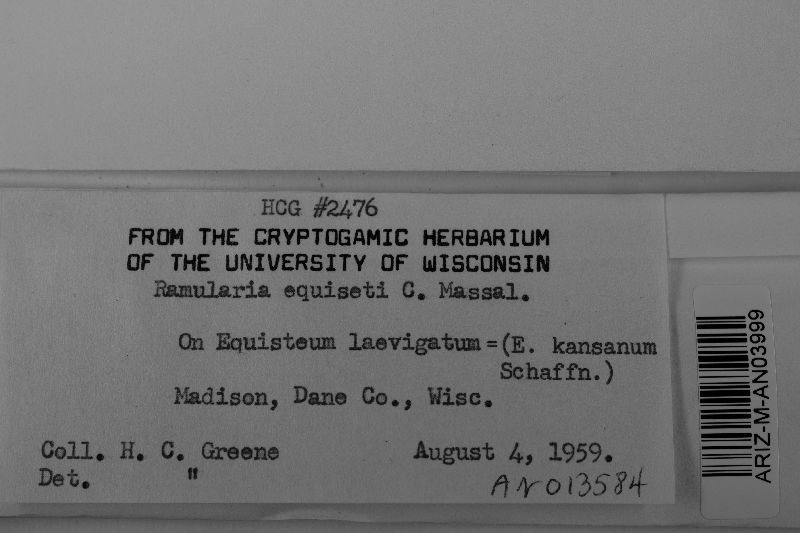 HCG #2476
FROM THE CRYPTOGAMIC HERBARIUM
OF THE UNIVERSITY OF WISCONSIN
Ramularia equiseti C. Massal.
On Equisteum laevigatum=(E. kansanum
Schaffn.)
Madison, Dane Co., Wisc.
Coll. H. C. Greene August 4, 1959.
Det. "
AN013584
ARIZ-M-AN03999